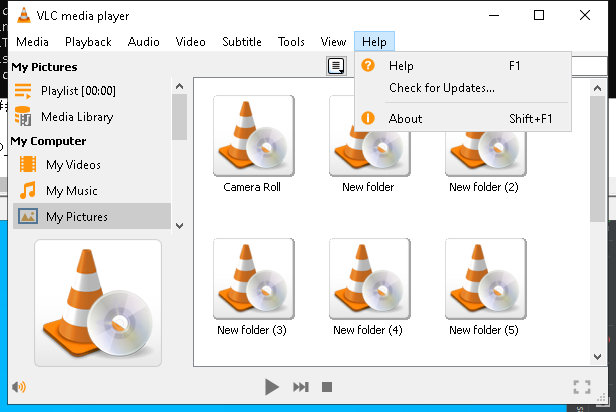 VLC media player
Media Playback Audio Video Subtitle Tools View Help
My Pictures
Playlist [00:00]
Media Library
My Computer
My Videos
My Music
My Pictures
Help F1
Check for Updates...
About Shift+F1
Camera Roll New folder New folder (2)
New folder (3) New folder (4) New folder (5)